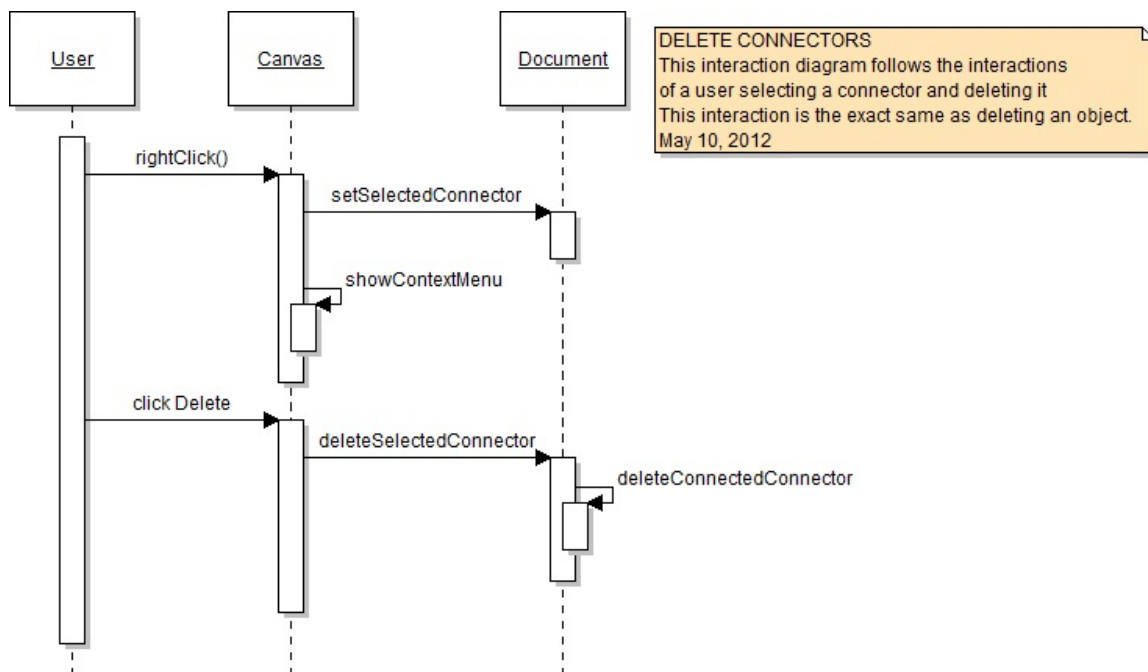 User
Canvas
Document
DELETE CONNECTORS
This interaction diagram follows the interactions
of a user selecting a connector and deleting it
This interaction is the exact same as deleting an object.
May 10, 2012
rightClick()
setSelectedConnector
showContextMenu
click Delete
deleteSelectedConnector
deleteConnectedConnector